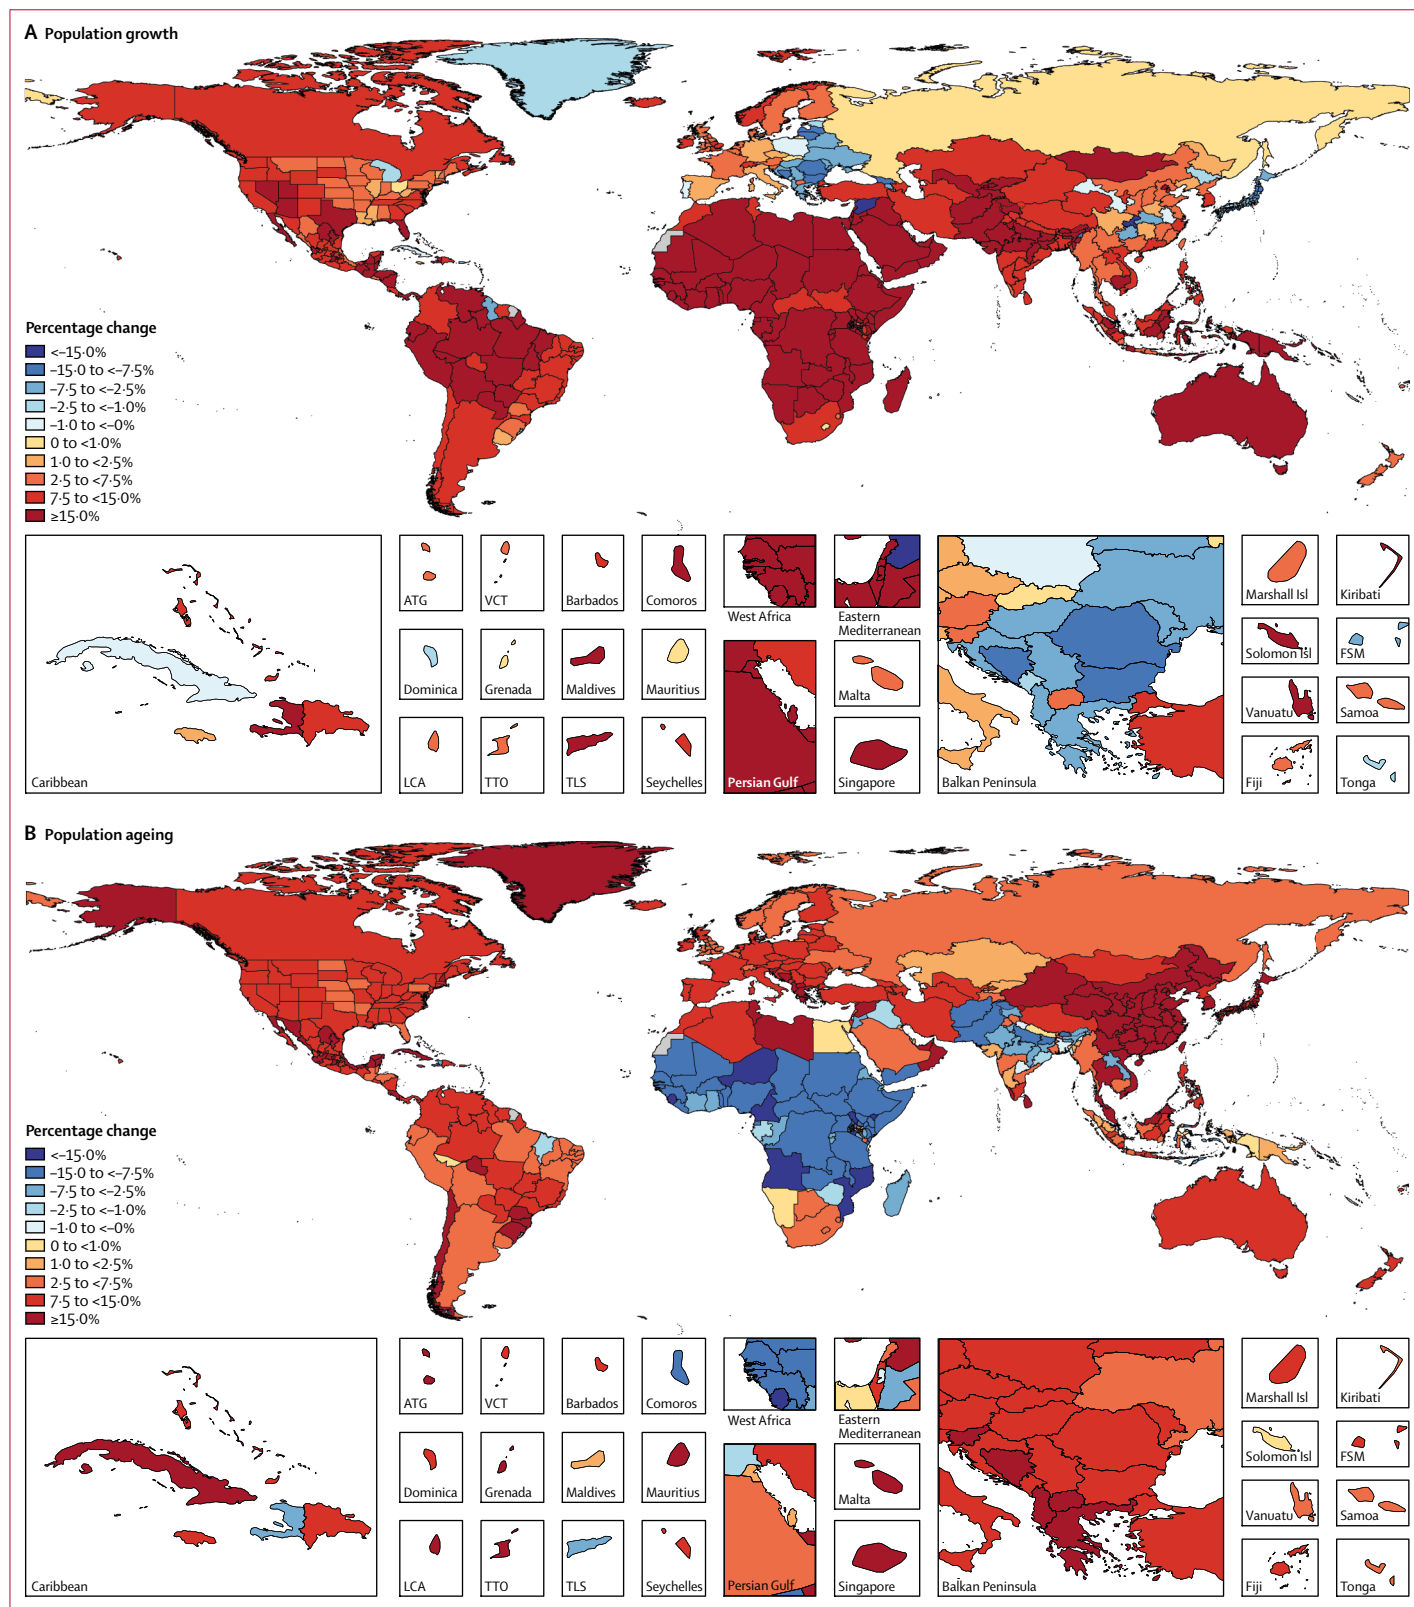 A Population growth
Percentage change
<–15·0%
–15·0 to <–7·5%
–7·5 to <–2·5%
–2·5 to <–1·0%
–1·0 to <–0%
0 to <1·0%
1·0 to <2·5%
2·5 to <7·5%
7·5 to <15·0%
≥15·0%
Caribbean
ATG
VCT
Barbados
Comoros
Dominica
Grenada
Maldives
Mauritius
LCA
TTO
TLS
Seychelles
West Africa
Eastern
Mediterranean
Persian Gulf
Malta
Singapore
Balkan Peninsula
Marshall Isl
Kiribati
Solomon Isl
FSM
Vanuatu
Samoa
Fiji
Tonga
B Population ageing
Percentage change
<–15·0%
–15·0 to <–7·5%
–7·5 to <–2·5%
–2·5 to <–1·0%
–1·0 to <–0%
0 to <1·0%
1·0 to <2·5%
2·5 to <7·5%
7·5 to <15·0%
≥15·0%
Caribbean
ATG
VCT
Barbados
Comoros
Dominica
Grenada
Maldives
Mauritius
LCA
TTO
TLS
Seychelles
West Africa
Eastern
Mediterranean
Persian Gulf
Malta
Singapore
Balkan Peninsula
Marshall Isl
Kiribati
Solomon Isl
FSM
Vanuatu
Samoa
Fiji
Tonga